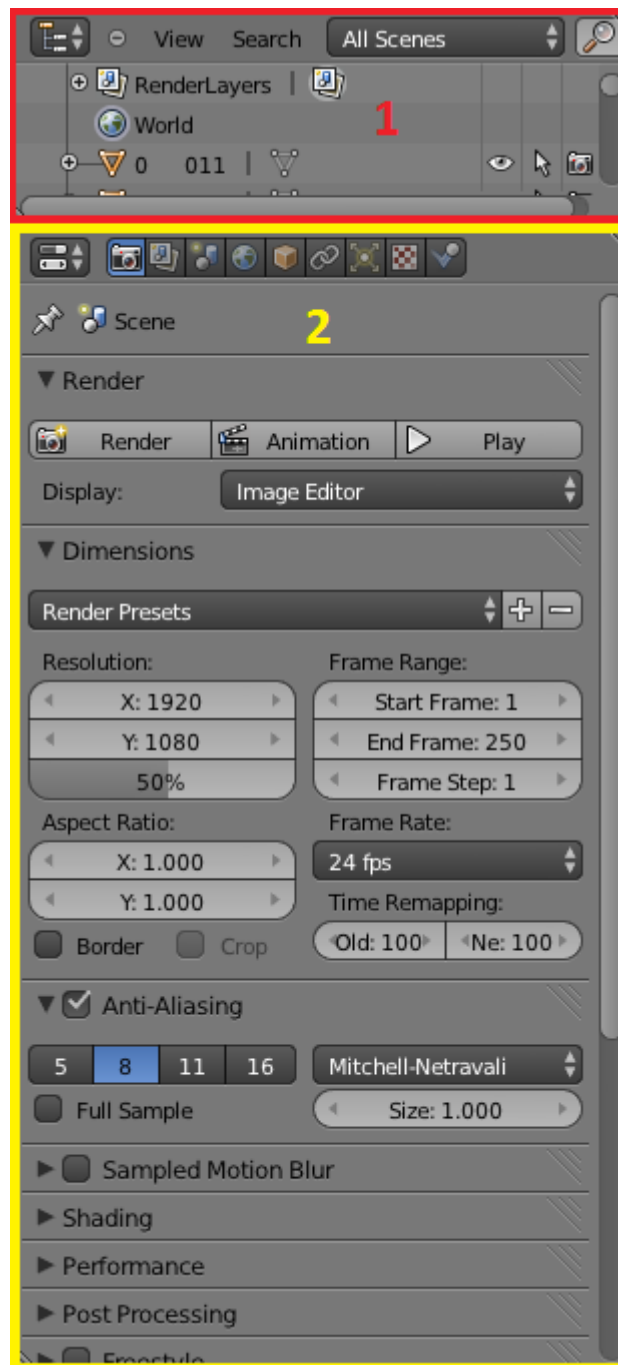 View Search All Scenes
RenderLayers |
World
1
0 011 |
2
Scene
Render
Render Animation Play
Display: Image Editor
Dimensions
Render Presets
Resolution: Frame Range:
X: 1920 Start Frame: 1
Y: 1080 End Frame: 250
50% Frame Step: 1
Aspect Ratio: Frame Rate:
X: 1.000 24 fps
Y: 1.000 Time Remapping:
Border Crop Old: 100 Ne: 100
Anti-Aliasing
5 8 11 16 Mitchell-Netravali
Full Sample Size: 1.000
Sampled Motion Blur
Shading
Performance
Post Processing
Freestyle